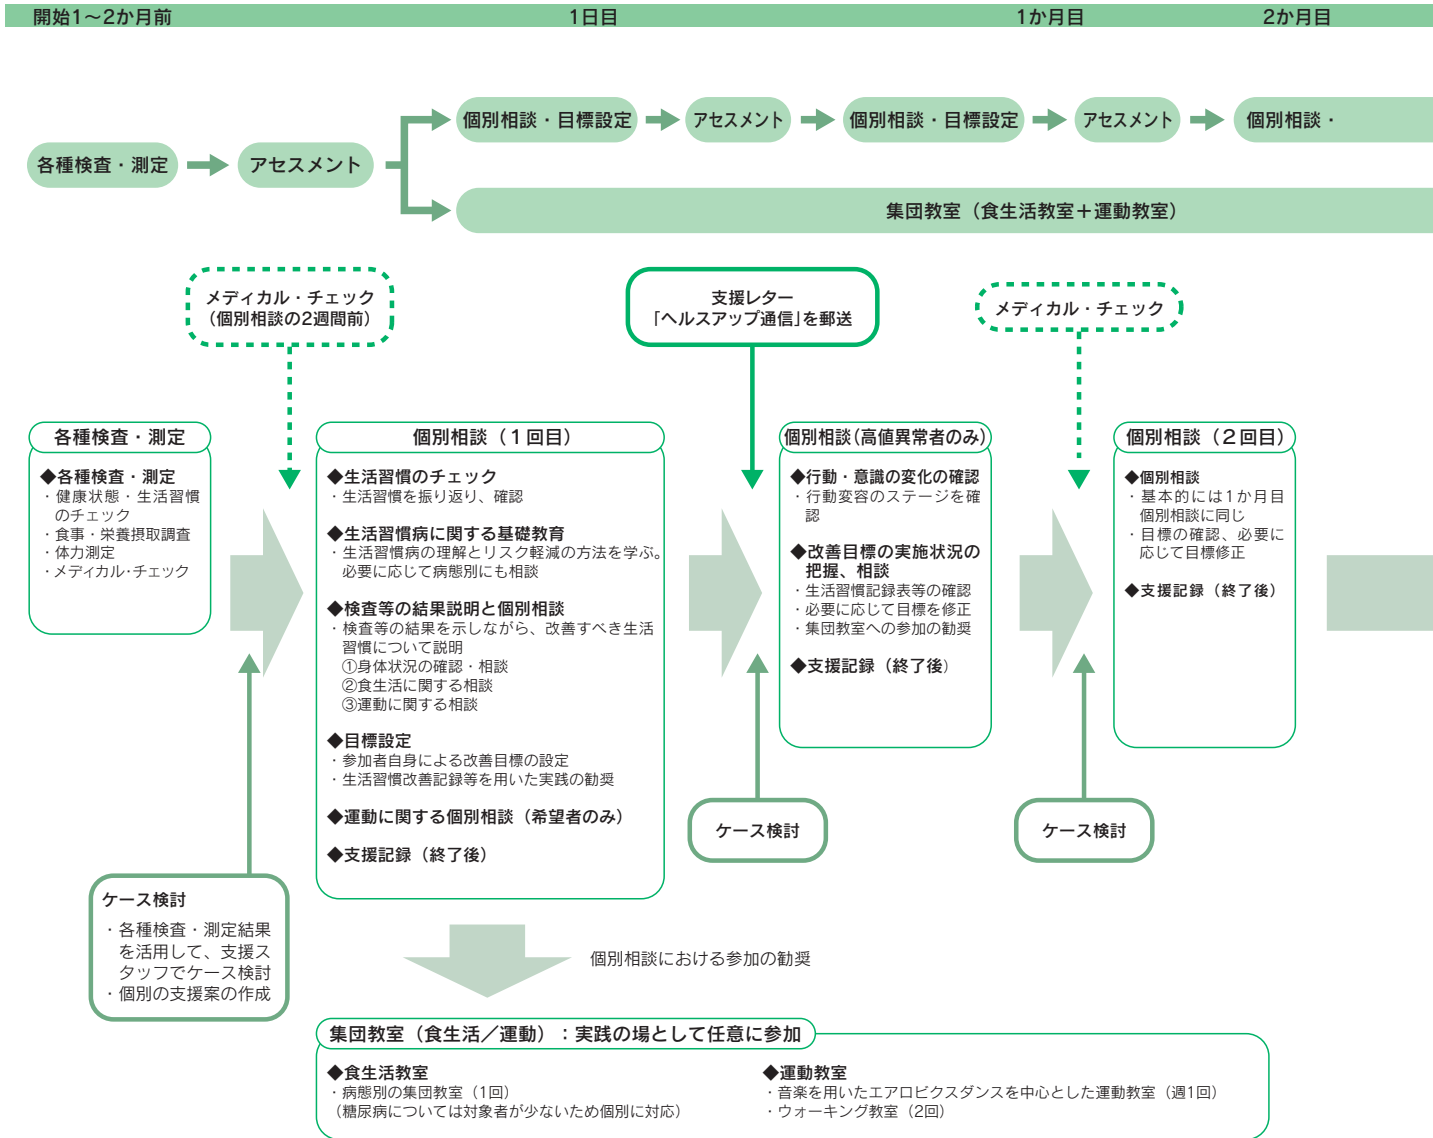 開始1〜2か月前
1日目
1か月目
2か月目
個別相談・目標設定
アセスメント
個別相談・目標設定
アセスメント
個別相談・
各種検査・測定
アセスメント
集団教室（食生活教室＋運動教室）
メディカル・チェック
（個別相談の2週間前）
支援レター
「ヘルスアップ通信」を郵送
メディカル・チェック
各種検査・測定
◆各種検査・測定
・健康状態・生活習慣
のチェック
・食事・栄養摂取調査
・体力測定
・メディカル・チェック
個別相談（１回目）
◆生活習慣のチェック
・生活習慣を振り返り、確認
◆生活習慣病に関する基礎教育
・生活習慣病の理解とリスク軽減の方法を学ぶ。
必要に応じて病態別にも相談
◆検査等の結果説明と個別相談
・検査等の結果を示しながら、改善すべき生活
習慣について説明
①身体状況の確認・相談
②食生活に関する相談
③運動に関する相談
◆目標設定
・参加者自身による改善目標の設定
・生活習慣改善記録等を用いた実践の勧奨
◆運動に関する個別相談（希望者のみ）
◆支援記録（終了後）
個別相談（高値異常者のみ）
◆行動・意識の変化の確認
・行動変容のステージを確
認
◆改善目標の実施状況の
把握、相談
・生活習慣記録表等の確認
・必要に応じて目標を修正
・集団教室への参加の勧奨
◆支援記録（終了後）
個別相談（２回目）
◆個別相談
・基本的には1か月目
個別相談に同じ
・目標の確認、必要に
応じて目標修正
◆支援記録（終了後）
ケース検討
・各種検査・測定結果
を活用して、支援ス
タッフでケース検討
・個別の支援案の作成
ケース検討
ケース検討
個別相談における参加の勧奨
集団教室（食生活／運動）：実践の場として任意に参加
◆食生活教室
・病態別の集団教室（1回）
（糖尿病については対象者が少ないため個別に対応）
◆運動教室
・音楽を用いたエアロビクスダンスを中心とした運動教室（週1回）
・ウォーキング教室（2回）